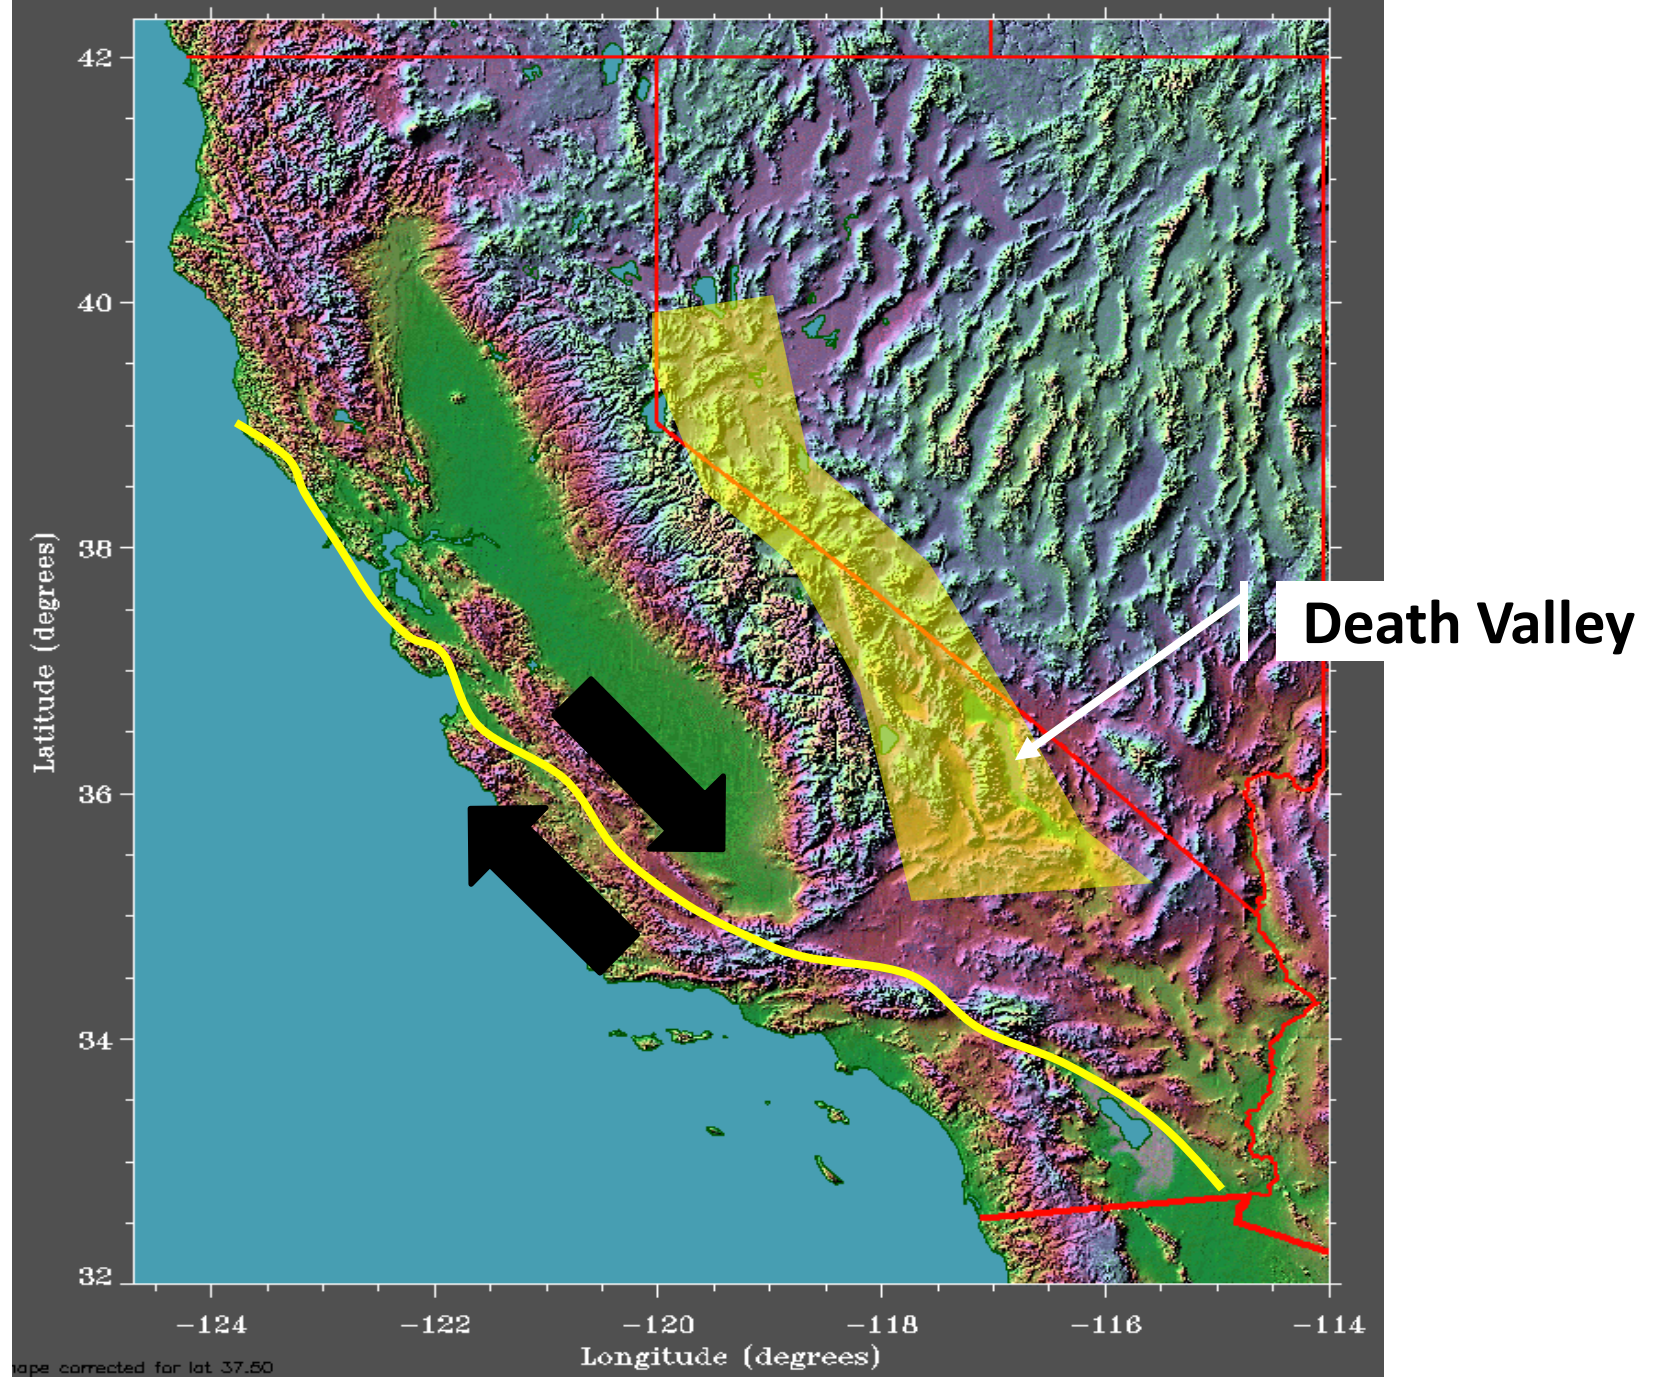 42
40
38
36
34
32
Latitude (degrees)
Death Valley
−124 −122 −120 −118 −116 −114
Longitude (degrees)
ape corrected for lat 37.50